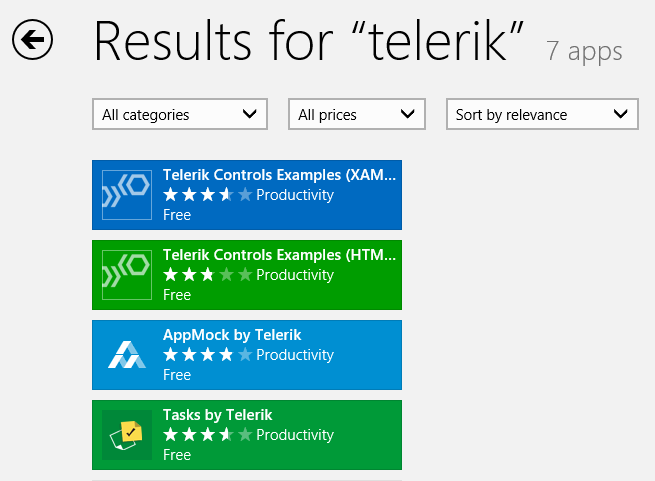 Results for “telerik” 7 apps
All categories All prices Sort by relevance
Telerik Controls Examples (XAM...
Productivity
Free
Telerik Controls Examples (HTM...
Productivity
Free
AppMock by Telerik
Productivity
Free
Tasks by Telerik
Productivity
Free